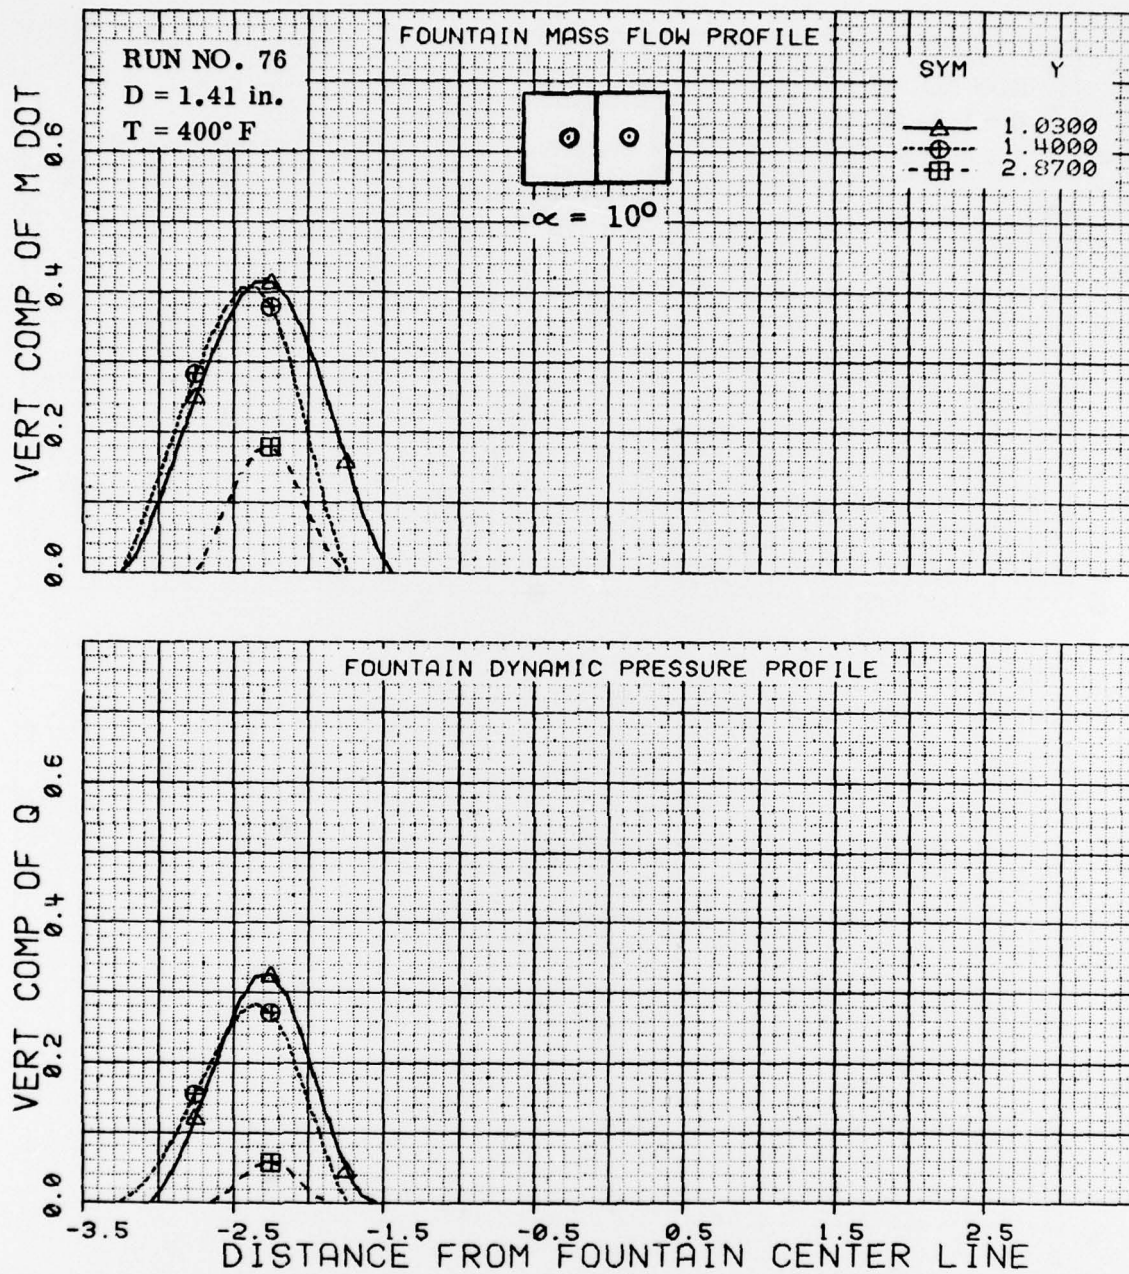 FOUNTAIN MASS FLOW PROFILE
RUN NO. 76
D = 1.41 in.
T = 400° F
SYM Y
1.0300
1.4000
2.8700
∝ = 10°
VERT COMP OF M DOT
0.6
0.4
0.2
0.0
FOUNTAIN DYNAMIC PRESSURE PROFILE
VERT COMP OF Q
0.6
0.4
0.2
0.0
-3.5 -2.5 -1.5 -0.5 0.5 1.5 2.5
DISTANCE FROM FOUNTAIN CENTER LINE